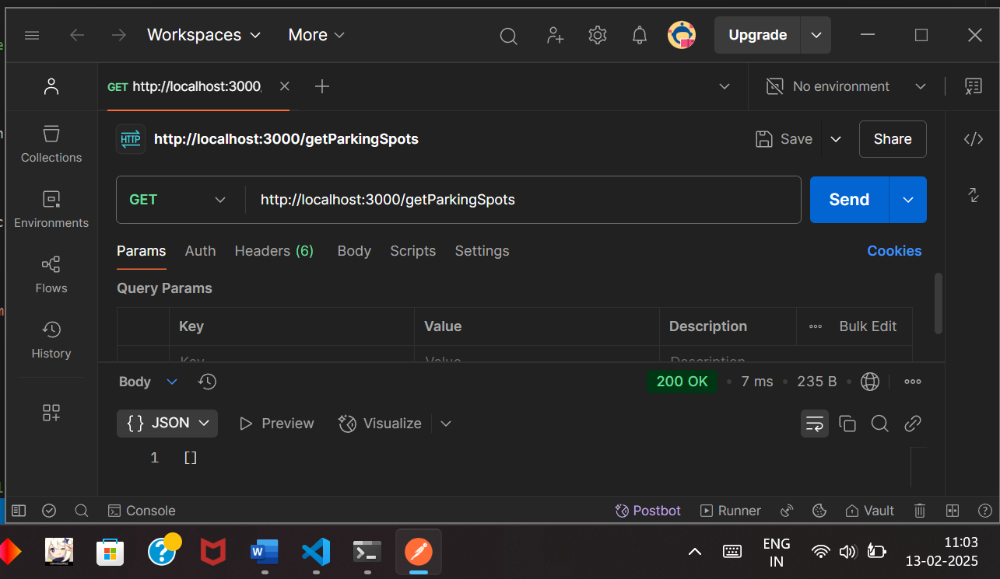 Workspaces More Upgrade
GET http://localhost:3000 No environment
HTTP http://localhost:3000/getParkingSpots Save Share
Collections
GET http://localhost:3000/getParkingSpots Send
Environments
Params Auth Headers (6) Body Scripts Settings Cookies
Flows
Query Params
Key Value Description Bulk Edit
History
Key Value Description
Body 200 OK 7 ms 235 B
{} JSON Preview Visualize
1 []
Console Postbot Runner Vault
ENG 11:03
IN 13-02-2025